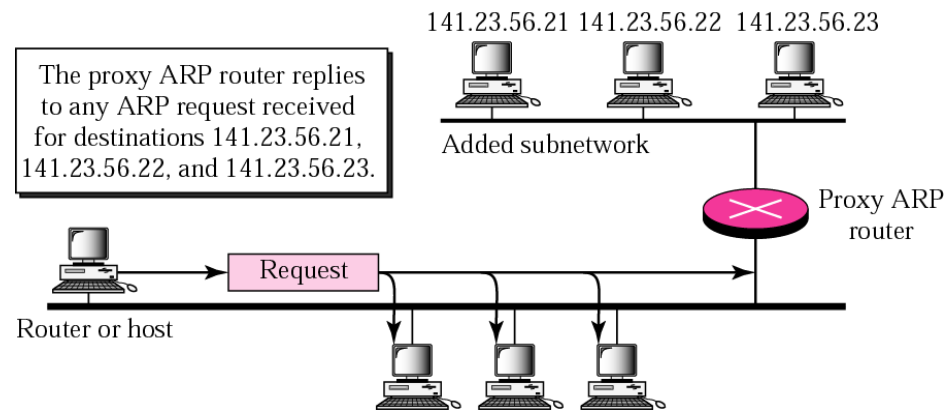 141.23.56.21 141.23.56.22 141.23.56.23
The proxy ARP router replies
to any ARP request received
for destinations 141.23.56.21,
141.23.56.22, and 141.23.56.23.
Added subnetwork
Proxy ARP
router
Request
Router or host